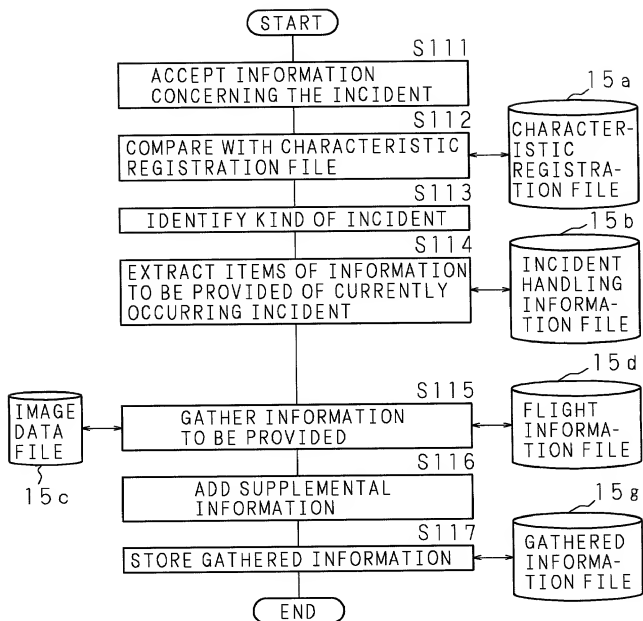 START
S111
ACCEPT INFORMATION
CONCERNING THE INCIDENT
15a
S112
COMPARE WITH CHARACTERISTIC
REGISTRATION FILE
CHARACTER-
ISTIC
REGISTRA-
TION FILE
S113
IDENTIFY KIND OF INCIDENT
15b
S114
EXTRACT ITEMS OF INFORMATION
TO BE PROVIDED OF CURRENTLY
OCCURRING INCIDENT
INCIDENT
HANDLING
INFORMATION
FILE
15d
S115
IMAGE
DATA
FILE
15c
GATHER INFORMATION
TO BE PROVIDED
FLIGHT
INFORMA-
TION FILE
S116
ADD SUPPLEMENTAL
INFORMATION
15g
S117
STORE GATHERED INFORMATION
GATHERED
INFORMA-
TION FILE
END